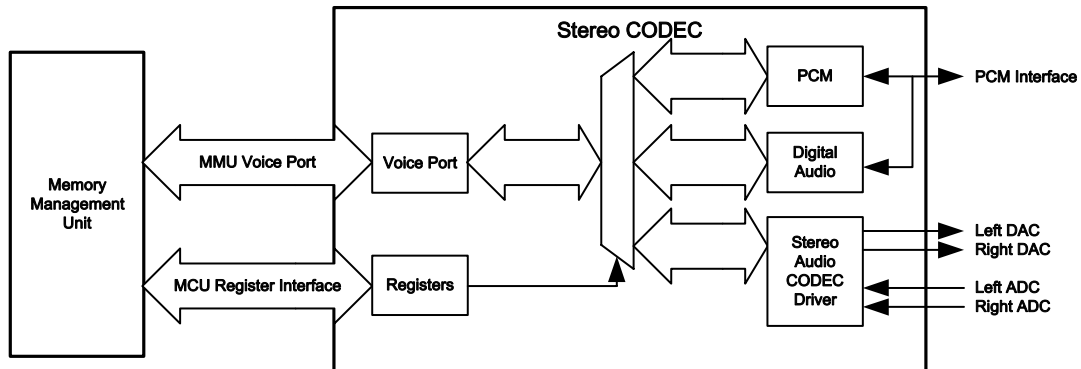 Stereo CODEC
Memory
Management
Unit
MMU Voice Port
Voice Port
MCU Register Interface
Registers
PCM
PCM Interface
Digital
Audio
Stereo
Audio
CODEC
Driver
Left DAC
Right DAC
Left ADC
Right ADC